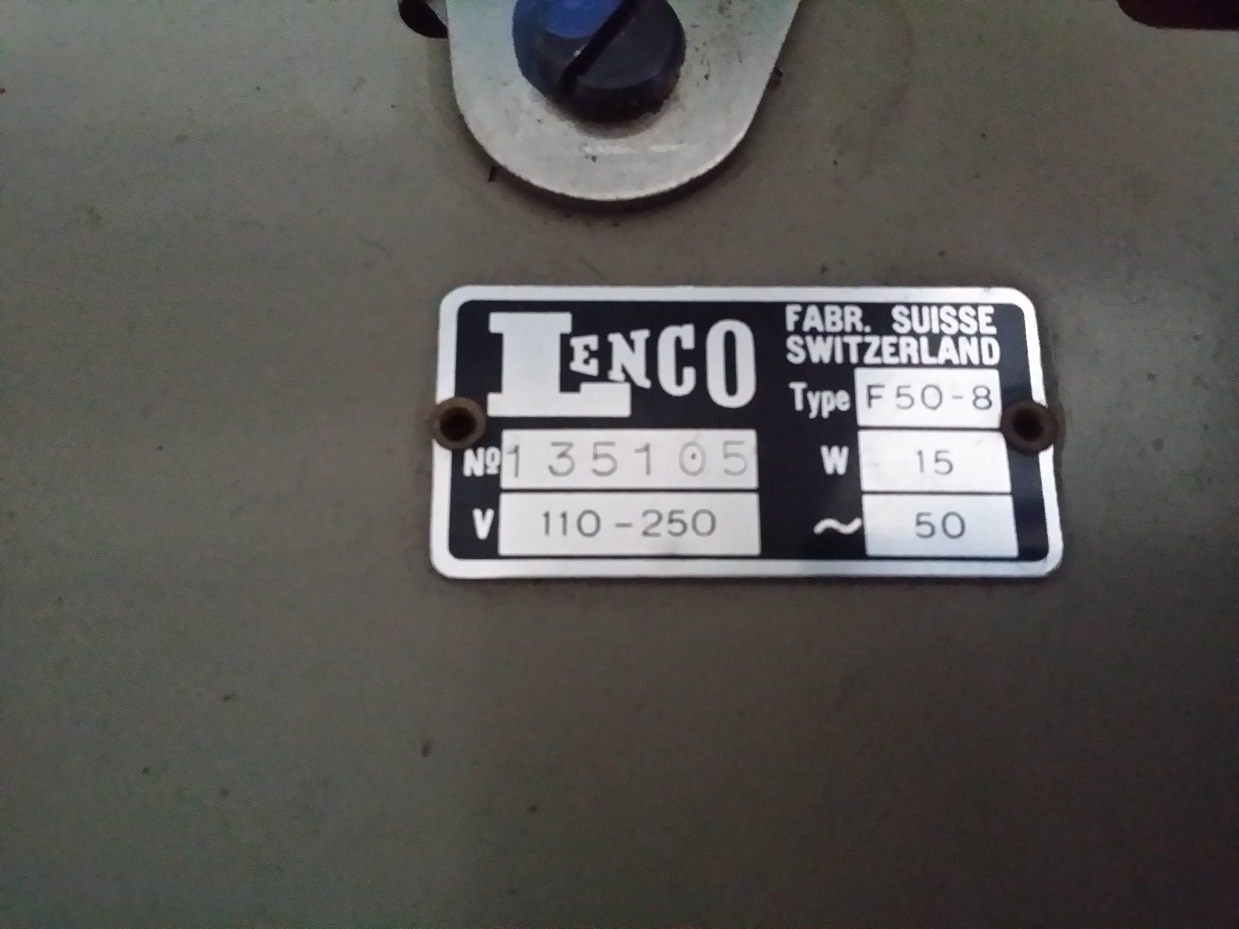 LENCO
FABR. SUISSE
SWITZERLAND
Type F50-8
No 135105
W 15
V 110-250
~ 50